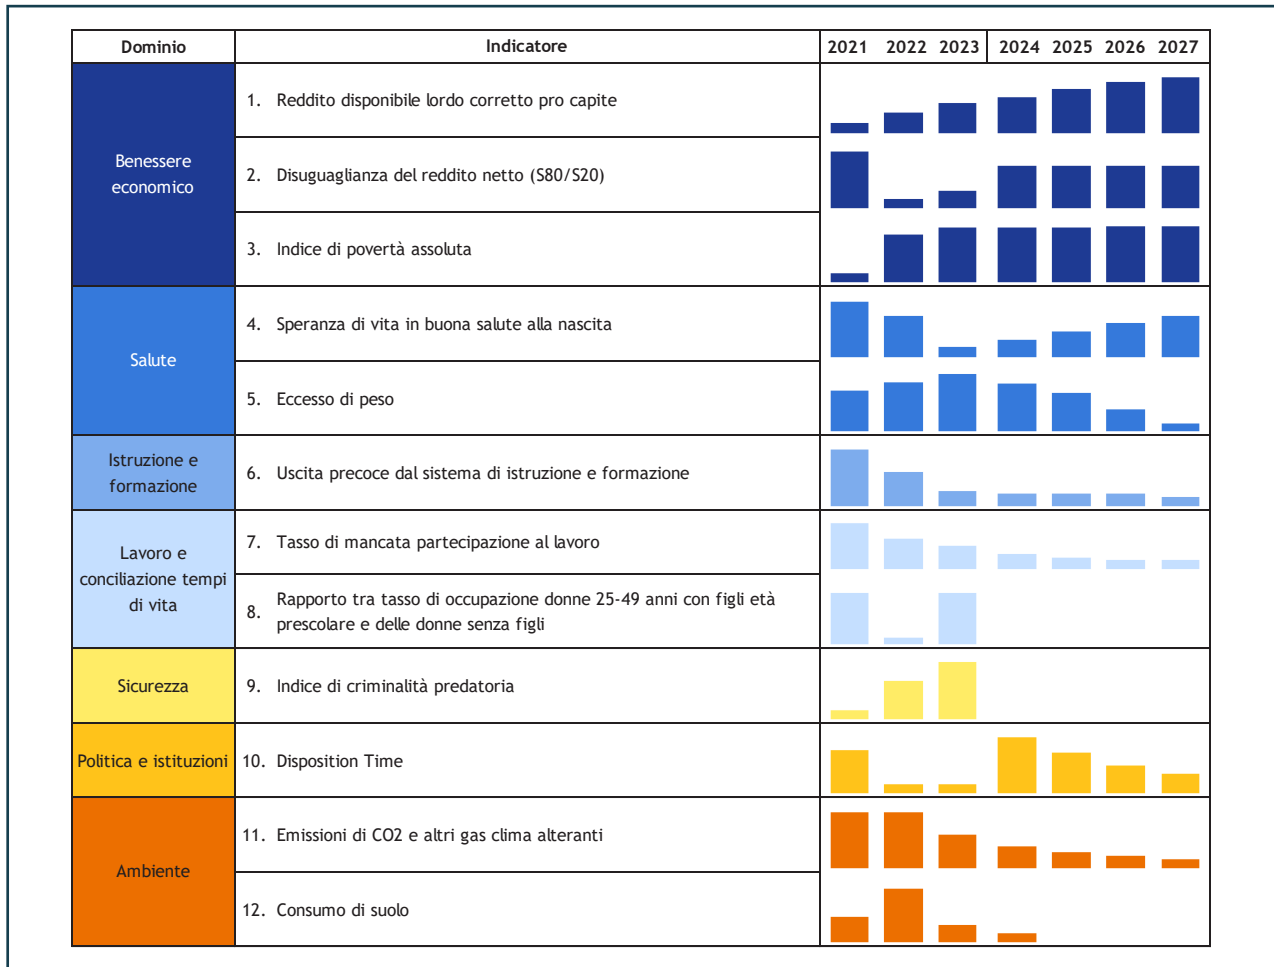 Dominio Indicatore 2021 2022 2023 2024 2025 2026 2027
Benessere economico
1. Reddito disponibile lordo corretto pro capite
2. Disuguaglianza del reddito netto (S80/S20)
3. Indice di povertà assoluta
Salute
4. Speranza di vita in buona salute alla nascita
5. Eccesso di peso
Istruzione e
formazione
6. Uscita precoce dal sistema di istruzione e formazione
Lavoro e
conciliazione tempi
di vita
7. Tasso di mancata partecipazione al lavoro
8. Rapporto tra tasso di occupazione donne 25-49 anni con figli età
prescolare e delle donne senza figli
Sicurezza
9. Indice di criminalità predatoria
Politica e istituzioni
10. Disposition Time
Ambiente
11. Emissioni di CO2 e altri gas clima alteranti
12. Consumo di suolo